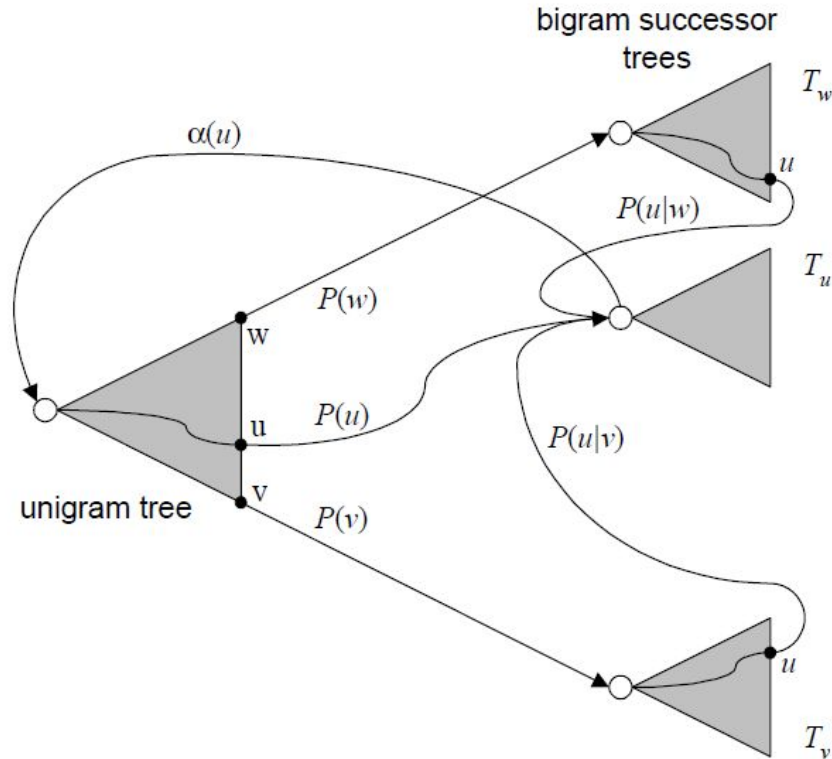 bigram successor
trees
T_w
α(u)
u
P(u|w)
T_u
P(w)
w
u
P(u)
P(u|v)
v
unigram tree
P(v)
u
T_v